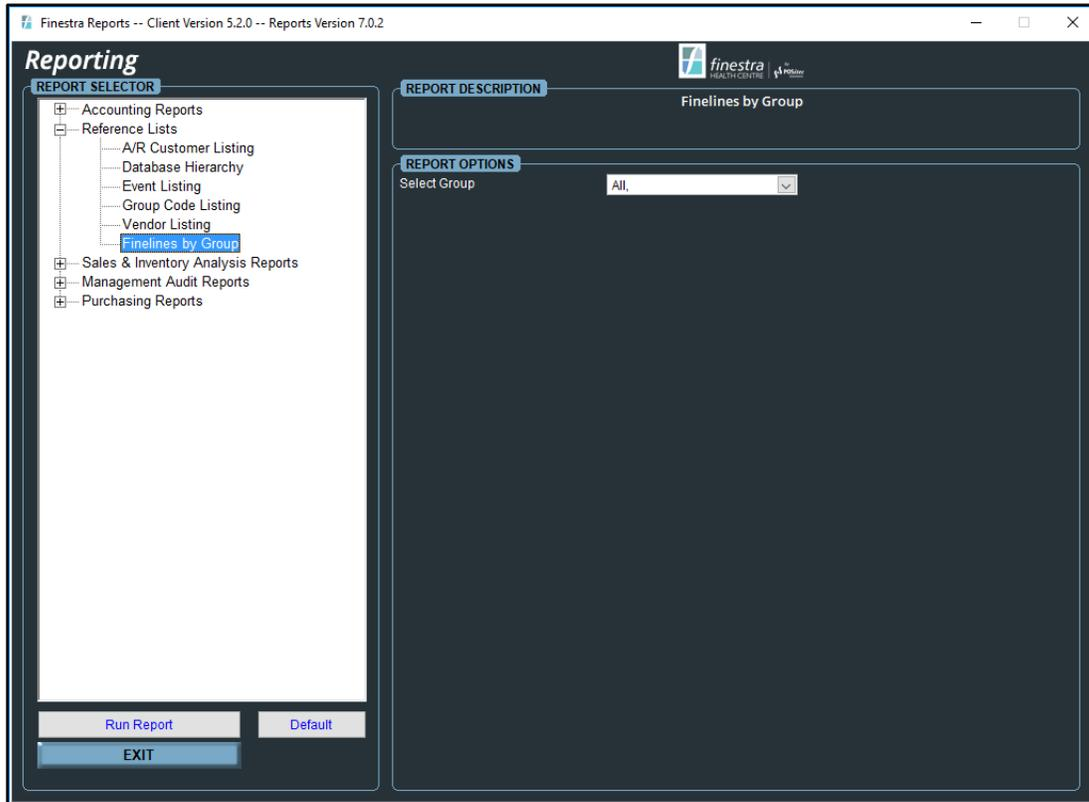 Finestra Reports -- Client Version 5.2.0 -- Reports Version 7.0.2
Reporting
finestra
HEALTH CENTRE
by
POSitec
REPORT SELECTOR
Accounting Reports
Reference Lists
A/R Customer Listing
Database Hierarchy
Event Listing
Group Code Listing
Vendor Listing
Finelines by Group
Sales & Inventory Analysis Reports
Management Audit Reports
Purchasing Reports
Run Report
Default
EXIT
REPORT DESCRIPTION
Finelines by Group
REPORT OPTIONS
Select Group
All,